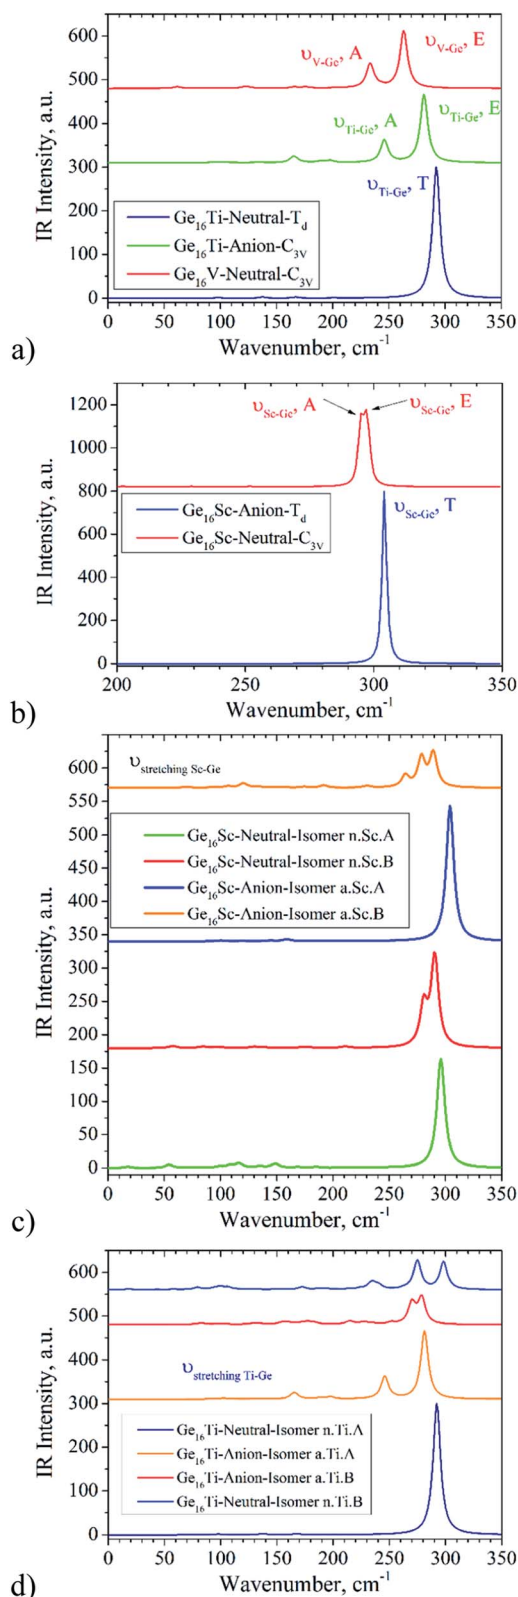 600
500
400
300
200
100
0
IR Intensity, a.u.
υV-Ge, A
υV-Ge, E
υTi-Ge, A
υTi-Ge, E
υTi-Ge, T
Ge16Ti-Neutral-Td
Ge16Ti-Anion-C3V
Ge16V-Neutral-C3V
0 50 100 150 200 250 300 350
Wavenumber, cm-1
a)
1200
1000
800
600
400
200
0
IR Intensity, a.u.
υSc-Ge, A
υSc-Ge, E
υSc-Ge, T
Ge16Sc-Anion-Td
Ge16Sc-Neutral-C3V
200 250 300 350
Wavenumber, cm-1
b)
600
550
500
450
400
350
300
250
200
150
100
50
0
IR Intensity, a.u.
υstretching Sc-Ge
Ge16Sc-Neutral-Isomer n.Sc.A
Ge16Sc-Neutral-Isomer n.Sc.B
Ge16Sc-Anion-Isomer a.Sc.A
Ge16Sc-Anion-Isomer a.Sc.B
0 50 100 150 200 250 300 350
Wavenumber, cm-1
c)
600
500
400
300
200
100
0
IR Intensity, a.u.
υstretching Ti-Ge
Ge16Ti-Neutral-Isomer n.Ti.A
Ge16Ti-Anion-Isomer a.Ti.A
Ge16Ti-Anion-Isomer a.Ti.B
Ge16Ti-Neutral-Isomer n.Ti.B
0 50 100 150 200 250 300 350
Wavenumber, cm-1
d)